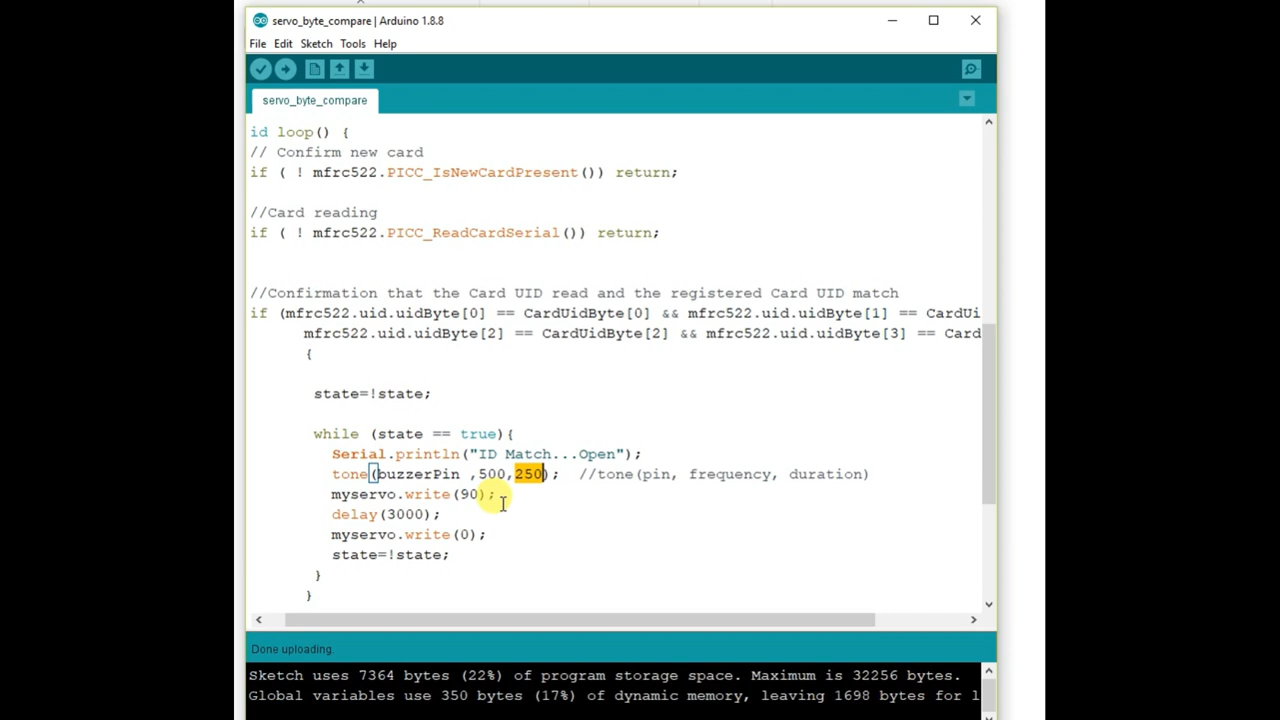 servo_byte_compare | Arduino 1.8.8
File Edit Sketch Tools Help
servo_byte_compare
id loop() {
// Confirm new card
if ( ! mfrc522.PICC_IsNewCardPresent()) return;
//Card reading
if ( ! mfrc522.PICC_ReadCardSerial()) return;
//Confirmation that the Card UID read and the registered Card UID match
if (mfrc522.uid.uidByte[0] == CardUidByte[0] && mfrc522.uid.uidByte[1] == CardUi
mfrc522.uid.uidByte[2] == CardUidByte[2] && mfrc522.uid.uidByte[3] == Card
{
state=!state;
while (state == true){
Serial.println("ID Match...Open");
tone(buzzerPin ,500,250); //tone(pin, frequency, duration)
myservo.write(90);
delay(3000);
myservo.write(0);
state=!state;
}
}
Done uploading.
Sketch uses 7364 bytes (22%) of program storage space. Maximum is 32256 bytes.
Global variables use 350 bytes (17%) of dynamic memory, leaving 1698 bytes for l